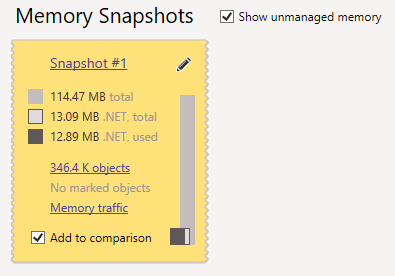 Memory Snapshots
Show unmanaged memory
Snapshot #1
114.47 MB total
13.09 MB .NET, total
12.89 MB .NET, used
346.4 K objects
No marked objects
Memory traffic
Add to comparison